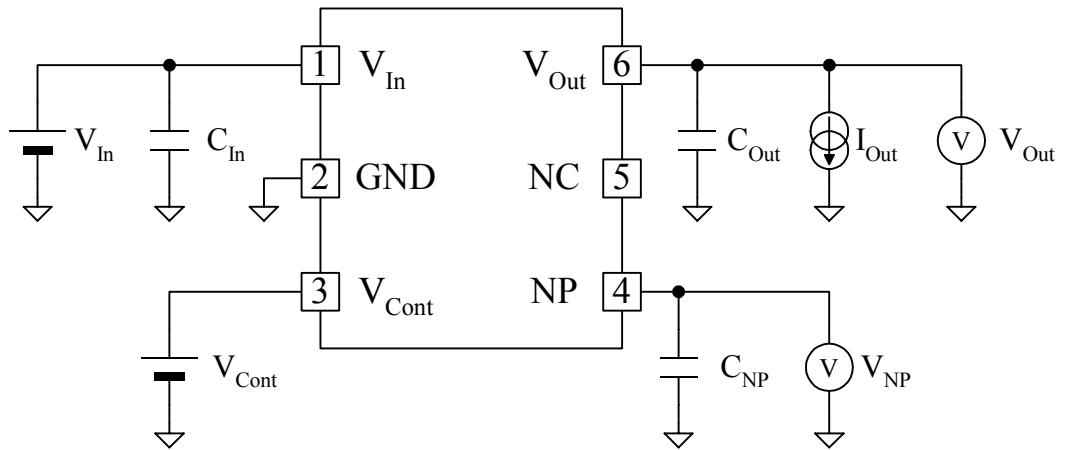 1 V_In V_Out 6
V_In C_In C_Out I_Out V V_Out
2 GND NC 5
3 V_Cont NP 4
V_Cont C_NP V V_NP